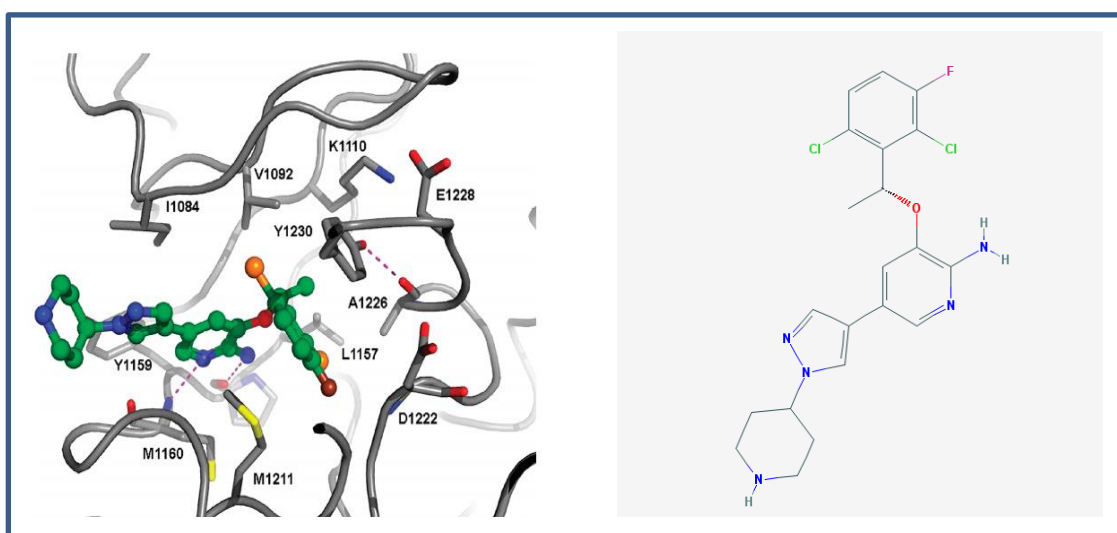 K1110
V1092
E1228
I1084
Y1230
A1226
L1157
Y1159
D1222
M1160
M1211
F
Cl
Cl
O
H
N
H
N
N
N
N
H